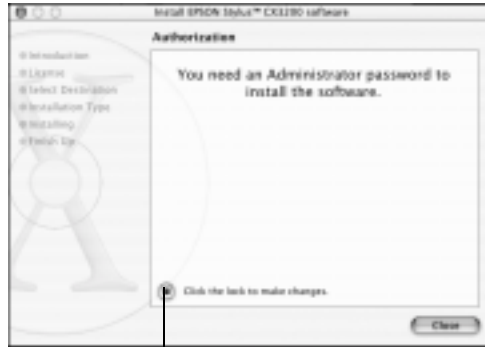 Install EPSON Stylus™ CX3200 software
Authorization
Introduction
License
Select Destination
Installation Type
Installing
Finish Up
You need an Administrator password to
install the software.
Click the lock to make changes.
Close